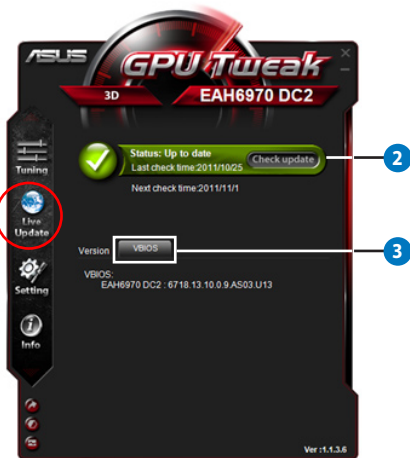 ASUS
GPU Tweak
3D
EAH6970 DC2
Tuning
Live
Update
Setting
Info
Status: Up to date
Last check time:2011/10/25
Check update
Next check time:2011/11/1
2
Version
VBIOS
3
VBIOS:
EAH6970 DC2 : 6718.13.10.0.9.AS03.U13
Ver :1.1.3.6